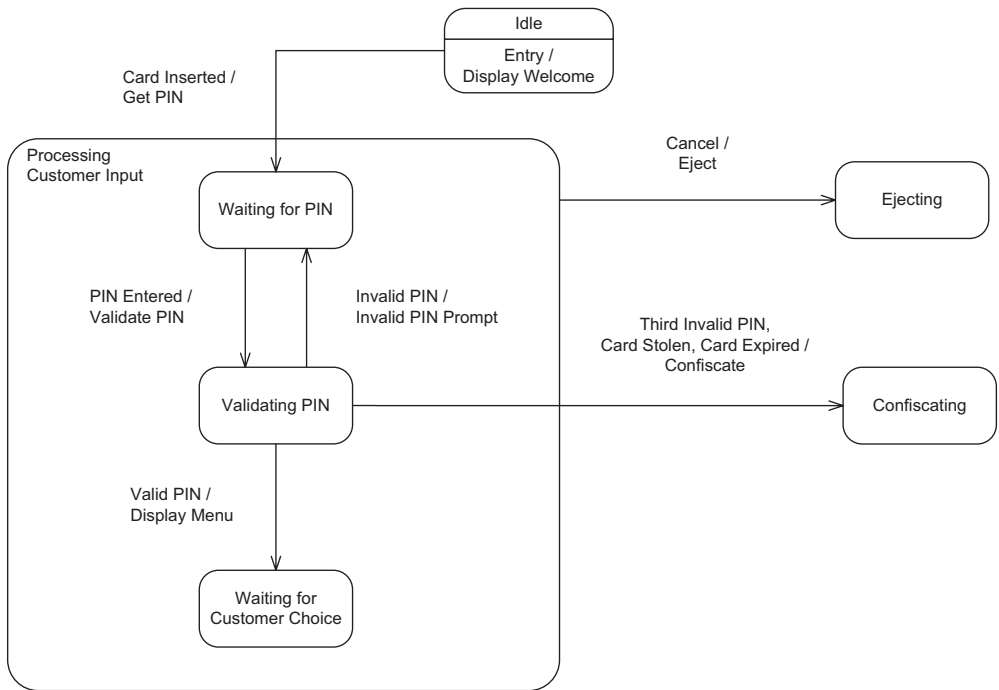 Idle
Entry /
Display Welcome
Card Inserted /
Get PIN
Processing
Customer Input
Cancel /
Eject
Waiting for PIN
Ejecting
PIN Entered /
Validate PIN
Invalid PIN /
Invalid PIN Prompt
Third Invalid PIN,
Card Stolen, Card Expired /
Confiscate
Validating PIN
Confiscating
Valid PIN /
Display Menu
Waiting for
Customer Choice